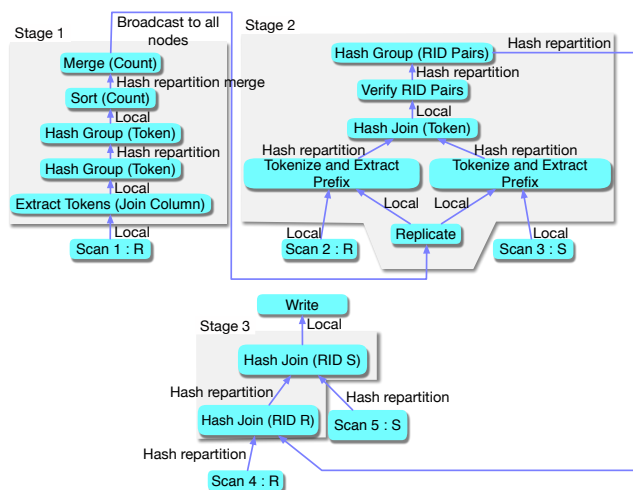 Stage 1
Broadcast to all
nodes
Merge (Count)
Hash repartition merge
Sort (Count)
Local
Hash Group (Token)
Hash repartition
Hash Group (Token)
Local
Extract Tokens (Join Column)
Local
Scan 1 : R
Stage 2
Hash Group (RID Pairs)
Hash repartition
Hash repartition
Verify RID Pairs
Local
Hash Join (Token)
Hash repartition
Hash repartition
Tokenize and Extract
Prefix
Tokenize and Extract
Prefix
Local
Local
Local
Replicate
Local
Scan 2 : R
Scan 3 : S
Write
Local
Stage 3
Hash Join (RID S)
Hash repartition
Hash repartition
Hash Join (RID R)
Scan 5 : S
Hash repartition
Scan 4 : R